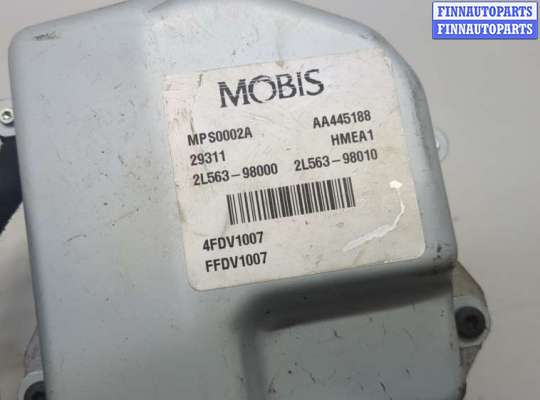 FINNAUTOPARTS
FINNAUTOPARTS
MOBIS
MPS0002A AA445188
29311 HMEA1
2L563-98000 2L563-98010
4FDV1007
FFDV1007